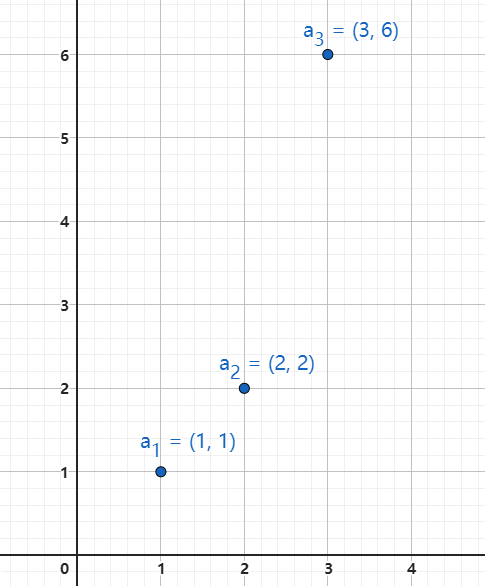 a₃ = (3, 6)
6
5
4
3
a₂ = (2, 2)
2
a₁ = (1, 1)
1
0 1 2 3 4